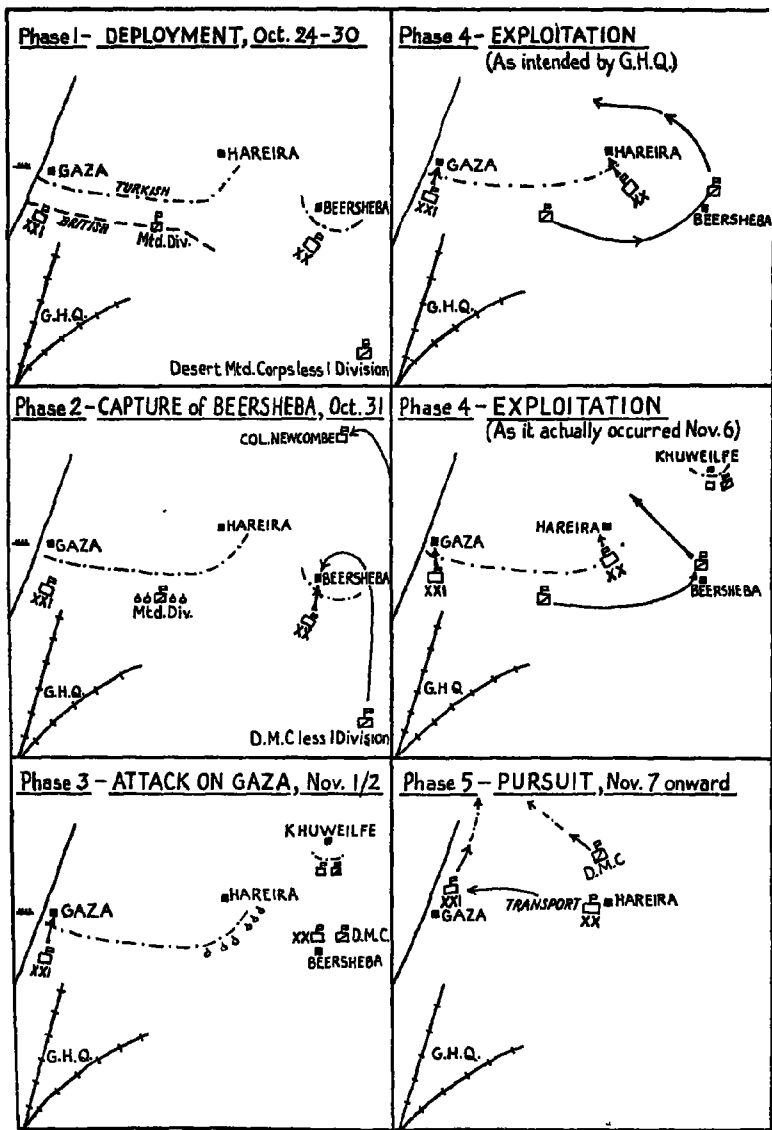 Phase 1- DEPLOYMENT, Oct. 24-30
HAREIRA
GAZA
TURKISH
BEERSHEBA
XXI
BRITISH
Mtd. Div.
XX
G.H.Q.
Desert Mtd. Corps less 1 Division
Phase 4- EXPLOITATION
(As intended by G.H.Q.)
GAZA
HAREIRA
XXI
XX
BEERSHEBA
G.H.Q.
Phase 2-CAPTURE of BEERSHEBA, Oct. 31
COL. NEWCOMBE
HAREIRA
GAZA
BEERSHEBA
XXI
Mtd. Div.
XX
G.H.Q.
D.M.C less 1 Division
Phase 4- EXPLOITATION
(As it actually occurred Nov. 6)
KHUWEILFE
HAREIRA
GAZA
XX
XXI
BEERSHEBA
G.H.Q
Phase 3-ATTACK ON GAZA, Nov. 1/2
KHUWEILFE
HAREIRA
GAZA
XX
D.M.C.
XXI
BEERSHEBA
G.H.Q.
Phase 5- PURSUIT, Nov. 7 onward
D.M.C
XXI
TRANSPORT
HAREIRA
GAZA
XX
G.H.Q.